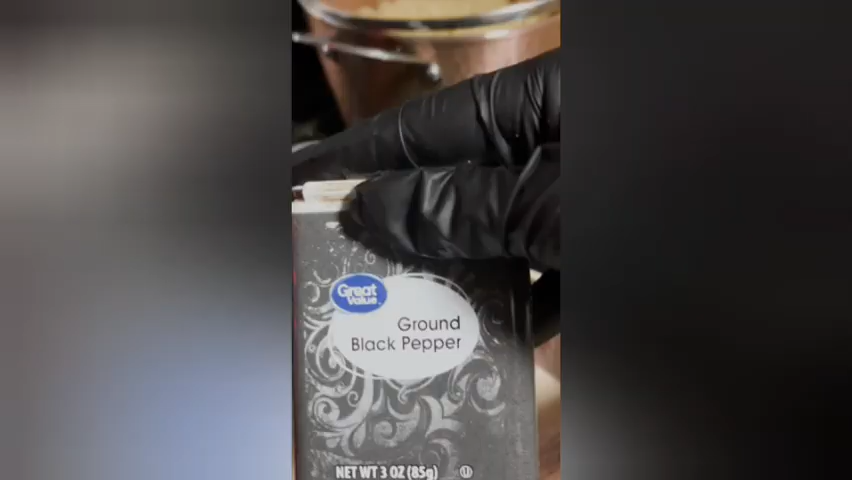 Great
Value
Ground
Black Pepper
NET WT 3 OZ (85g) Ⓤ